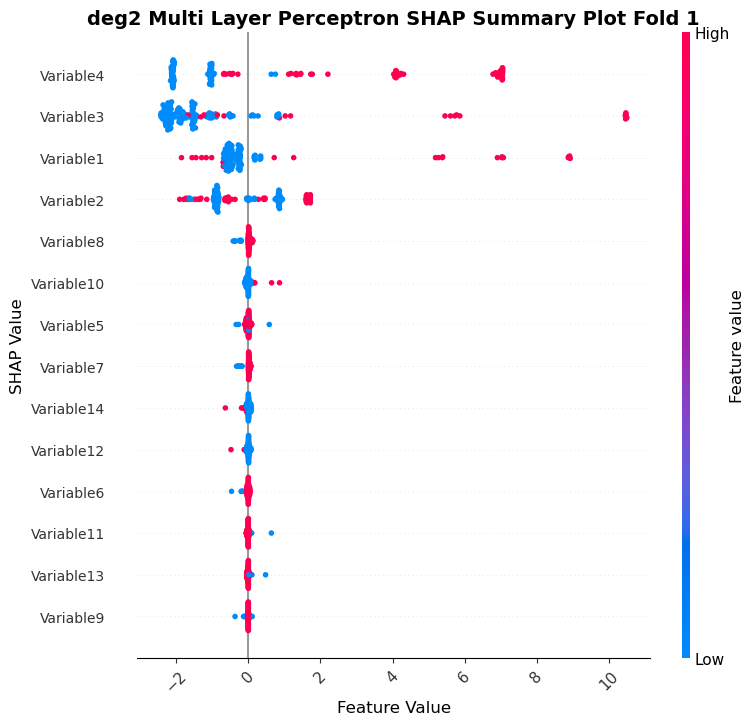 deg2 Multi Layer Perceptron SHAP Summary Plot Fold 1
High
Variable4
Variable3
Variable1
Variable2
Variable8
Variable10
Variable5
Variable7
Variable14
Variable12
Variable6
Variable11
Variable13
Variable9
SHAP Value
Feature value
Low
−2 0 2 4 6 8 10
Feature Value